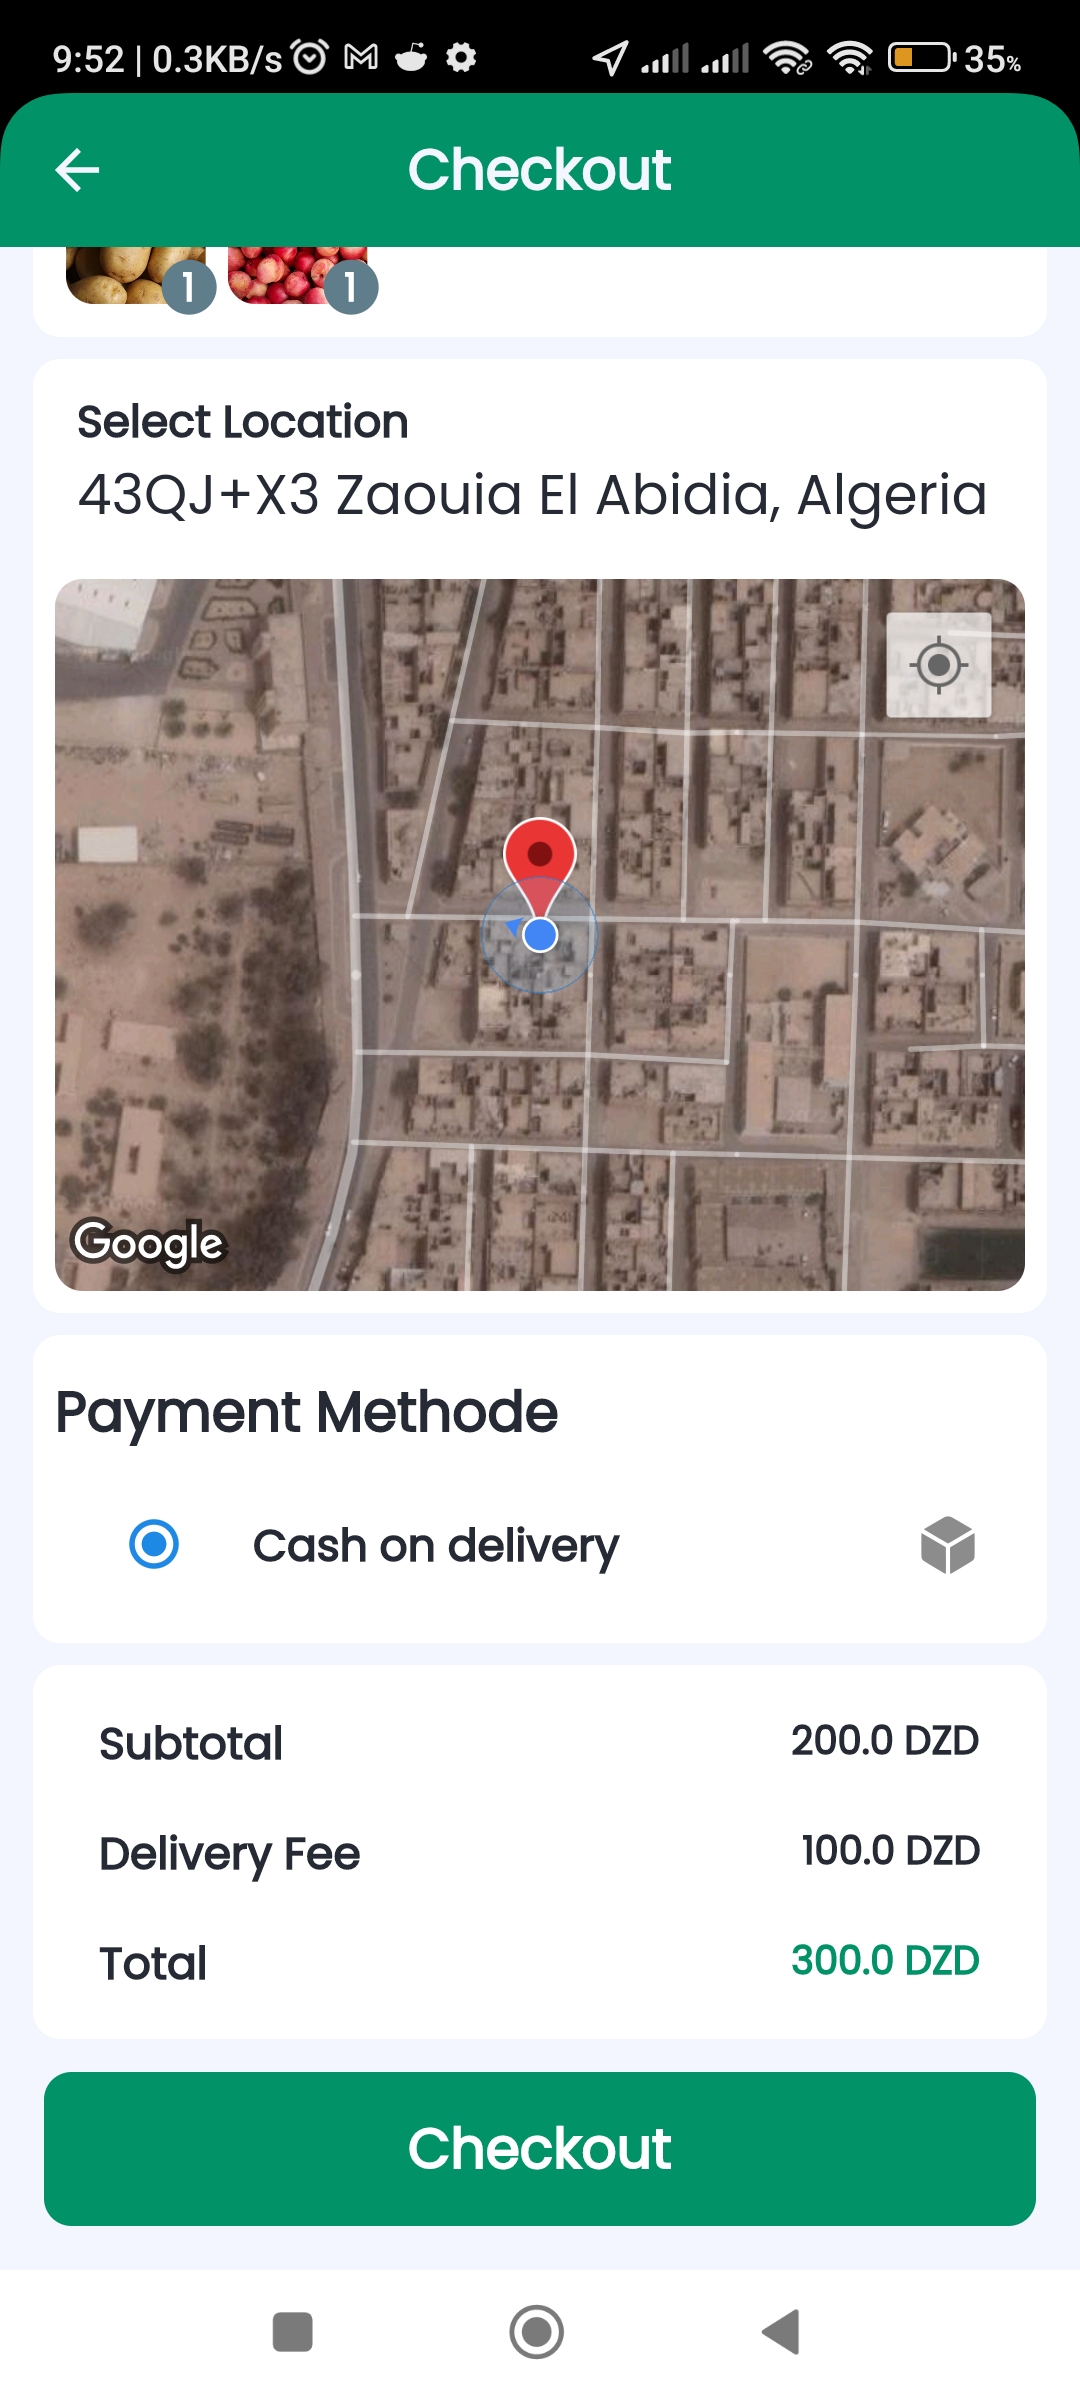 9:52 | 0.3KB/s 35%
Checkout
1 1
Select Location
43QJ+X3 Zaouia El Abidia, Algeria
Google
Payment Methode
Cash on delivery
Subtotal 200.0 DZD
Delivery Fee 100.0 DZD
Total 300.0 DZD
Checkout